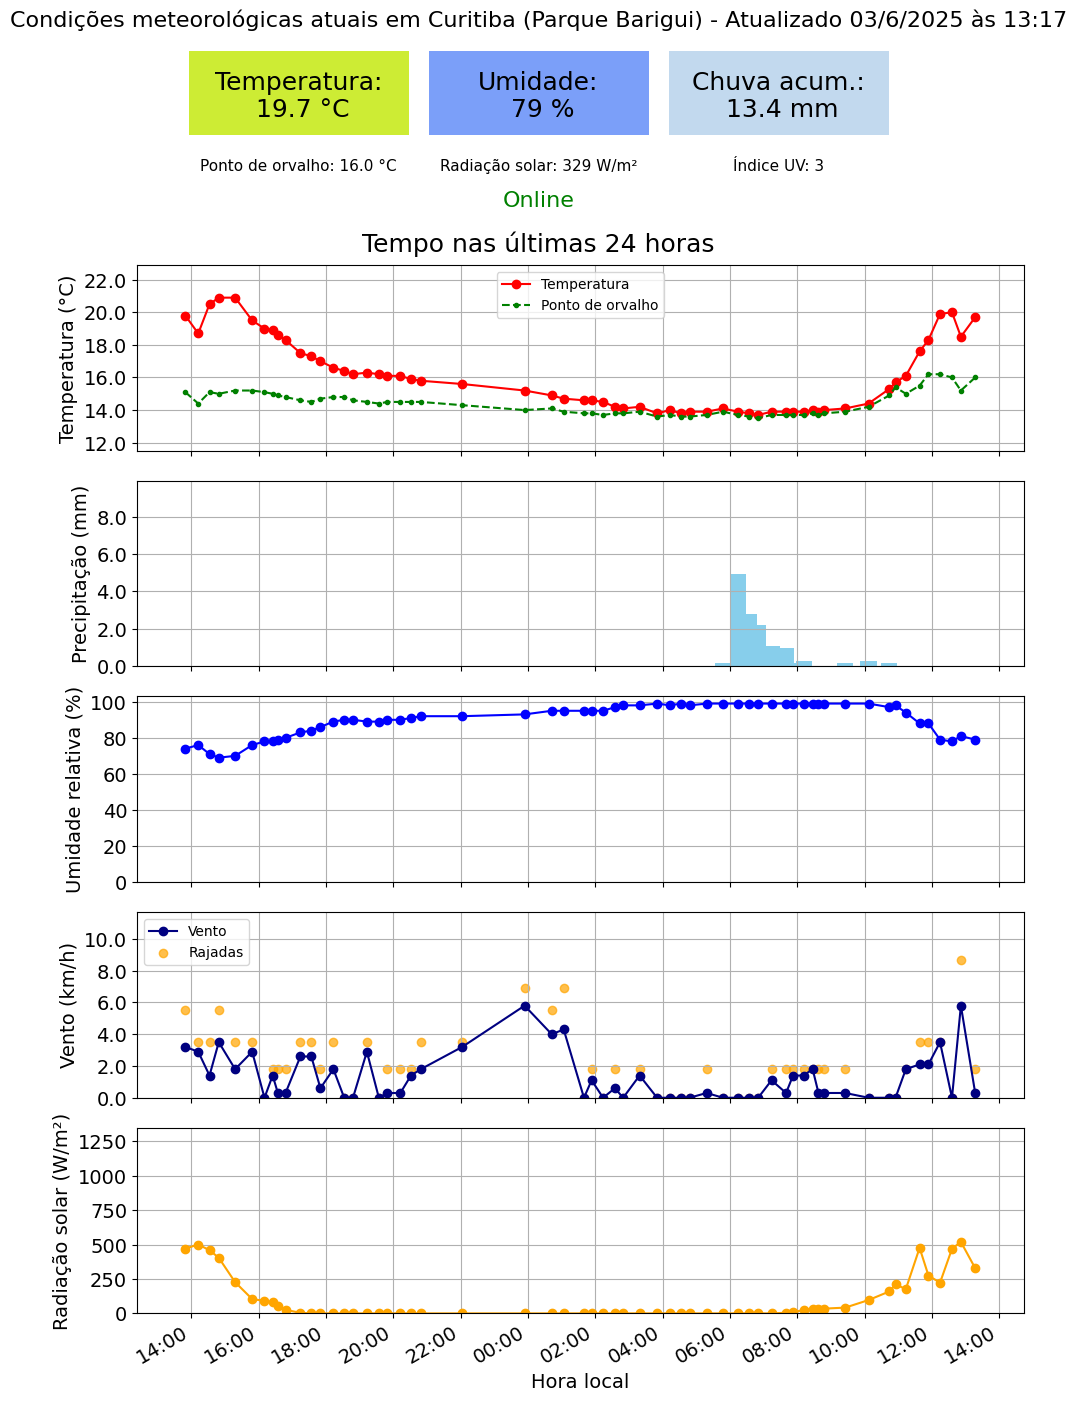 Condições meteorológicas atuais em Curitiba (Parque Barigui) - Atualizado 03/6/2025 às 13:17
Temperatura:
19.7 °C
Umidade:
79 %
Chuva acum.:
13.4 mm
Ponto de orvalho: 16.0 °C
Radiação solar: 329 W/m²
Índice UV: 3
Online
Tempo nas últimas 24 horas
Temperatura (°C)
22.0
20.0
18.0
16.0
14.0
12.0
Temperatura
Ponto de orvalho
Precipitação (mm)
8.0
6.0
4.0
2.0
0.0
Umidade relativa (%)
100
80
60
40
20
0
Vento (km/h)
10.0
8.0
6.0
4.0
2.0
0.0
Vento
Rajadas
Radiação solar (W/m²)
1250
1000
750
500
250
0
14:00 16:00 18:00 20:00 22:00 00:00 02:00 04:00 06:00 08:00 10:00 12:00 14:00
Hora local